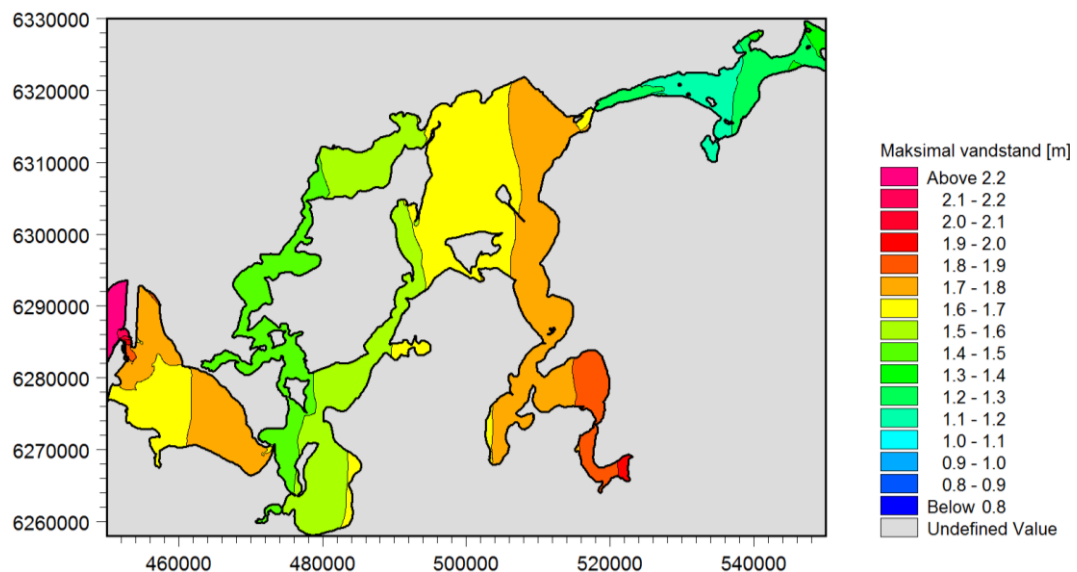 6330000
6320000
6310000
6300000
6290000
6280000
6270000
6260000
460000 480000 500000 520000 540000
Maksimal vandstand [m]
Above 2.2
2.1 - 2.2
2.0 - 2.1
1.9 - 2.0
1.8 - 1.9
1.7 - 1.8
1.6 - 1.7
1.5 - 1.6
1.4 - 1.5
1.3 - 1.4
1.2 - 1.3
1.1 - 1.2
1.0 - 1.1
0.9 - 1.0
0.8 - 0.9
Below 0.8
Undefined Value